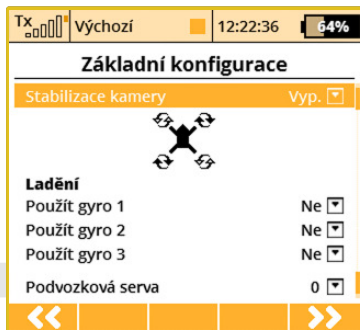 Tx Výchozí 12:22:36 64%
Základní konfigurace
Stabilizace kamery Vyp.
Ladění
Použít gyro 1 Ne
Použít gyro 2 Ne
Použít gyro 3 Ne
Podvozková serva 0